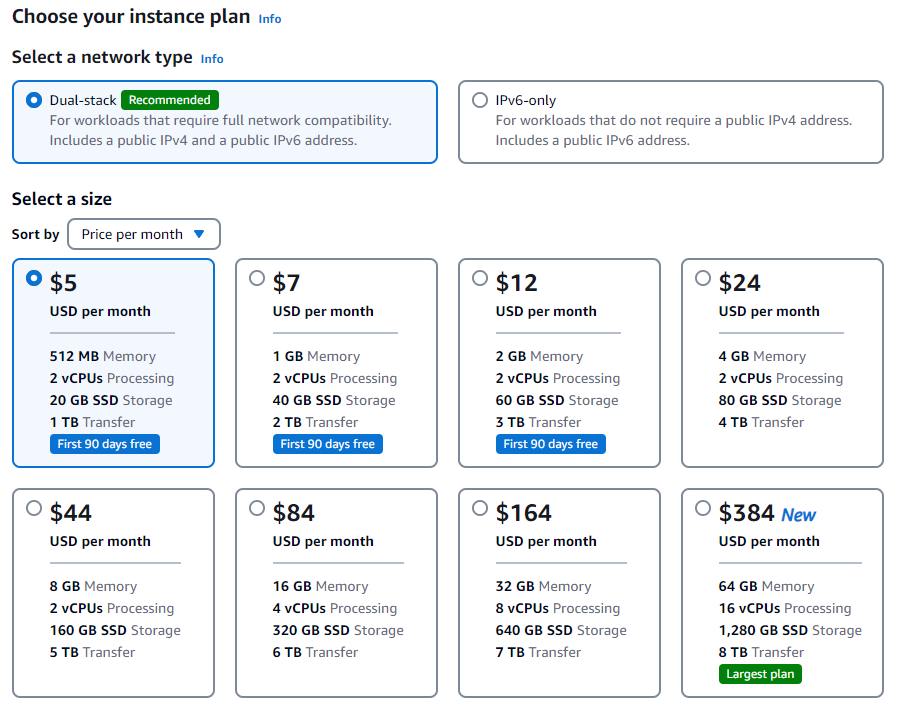 Choose your instance plan Info
Select a network type Info
Dual-stack Recommended
For workloads that require full network compatibility.
Includes a public IPv4 and a public IPv6 address.
IPv6-only
For workloads that do not require a public IPv4 address.
Includes a public IPv6 address.
Select a size
Sort by Price per month
$5
USD per month
512 MB Memory
2 vCPUs Processing
20 GB SSD Storage
1 TB Transfer
First 90 days free
$7
USD per month
1 GB Memory
2 vCPUs Processing
40 GB SSD Storage
2 TB Transfer
First 90 days free
$12
USD per month
2 GB Memory
2 vCPUs Processing
60 GB SSD Storage
3 TB Transfer
First 90 days free
$24
USD per month
4 GB Memory
2 vCPUs Processing
80 GB SSD Storage
4 TB Transfer
$44
USD per month
8 GB Memory
2 vCPUs Processing
160 GB SSD Storage
5 TB Transfer
$84
USD per month
16 GB Memory
4 vCPUs Processing
320 GB SSD Storage
6 TB Transfer
$164
USD per month
32 GB Memory
8 vCPUs Processing
640 GB SSD Storage
7 TB Transfer
$384 New
USD per month
64 GB Memory
16 vCPUs Processing
1,280 GB SSD Storage
8 TB Transfer
Largest plan